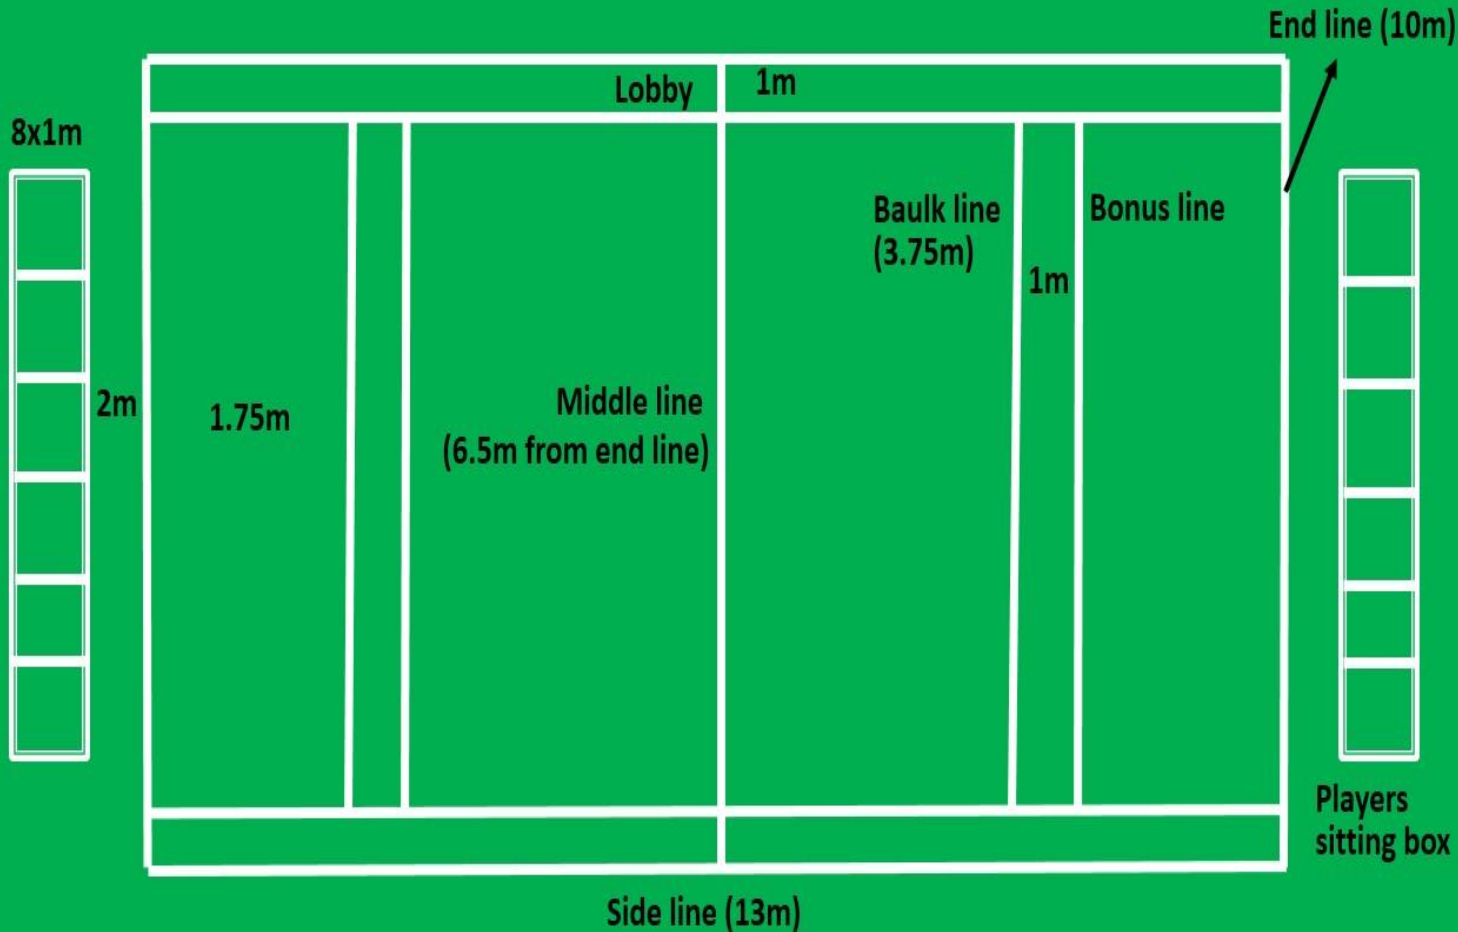 End line (10m)
Lobby
1m
8x1m
Baulk line
(3.75m)
Bonus line
1m
2m
1.75m
Middle line
(6.5m from end line)
Players
sitting box
Side line (13m)